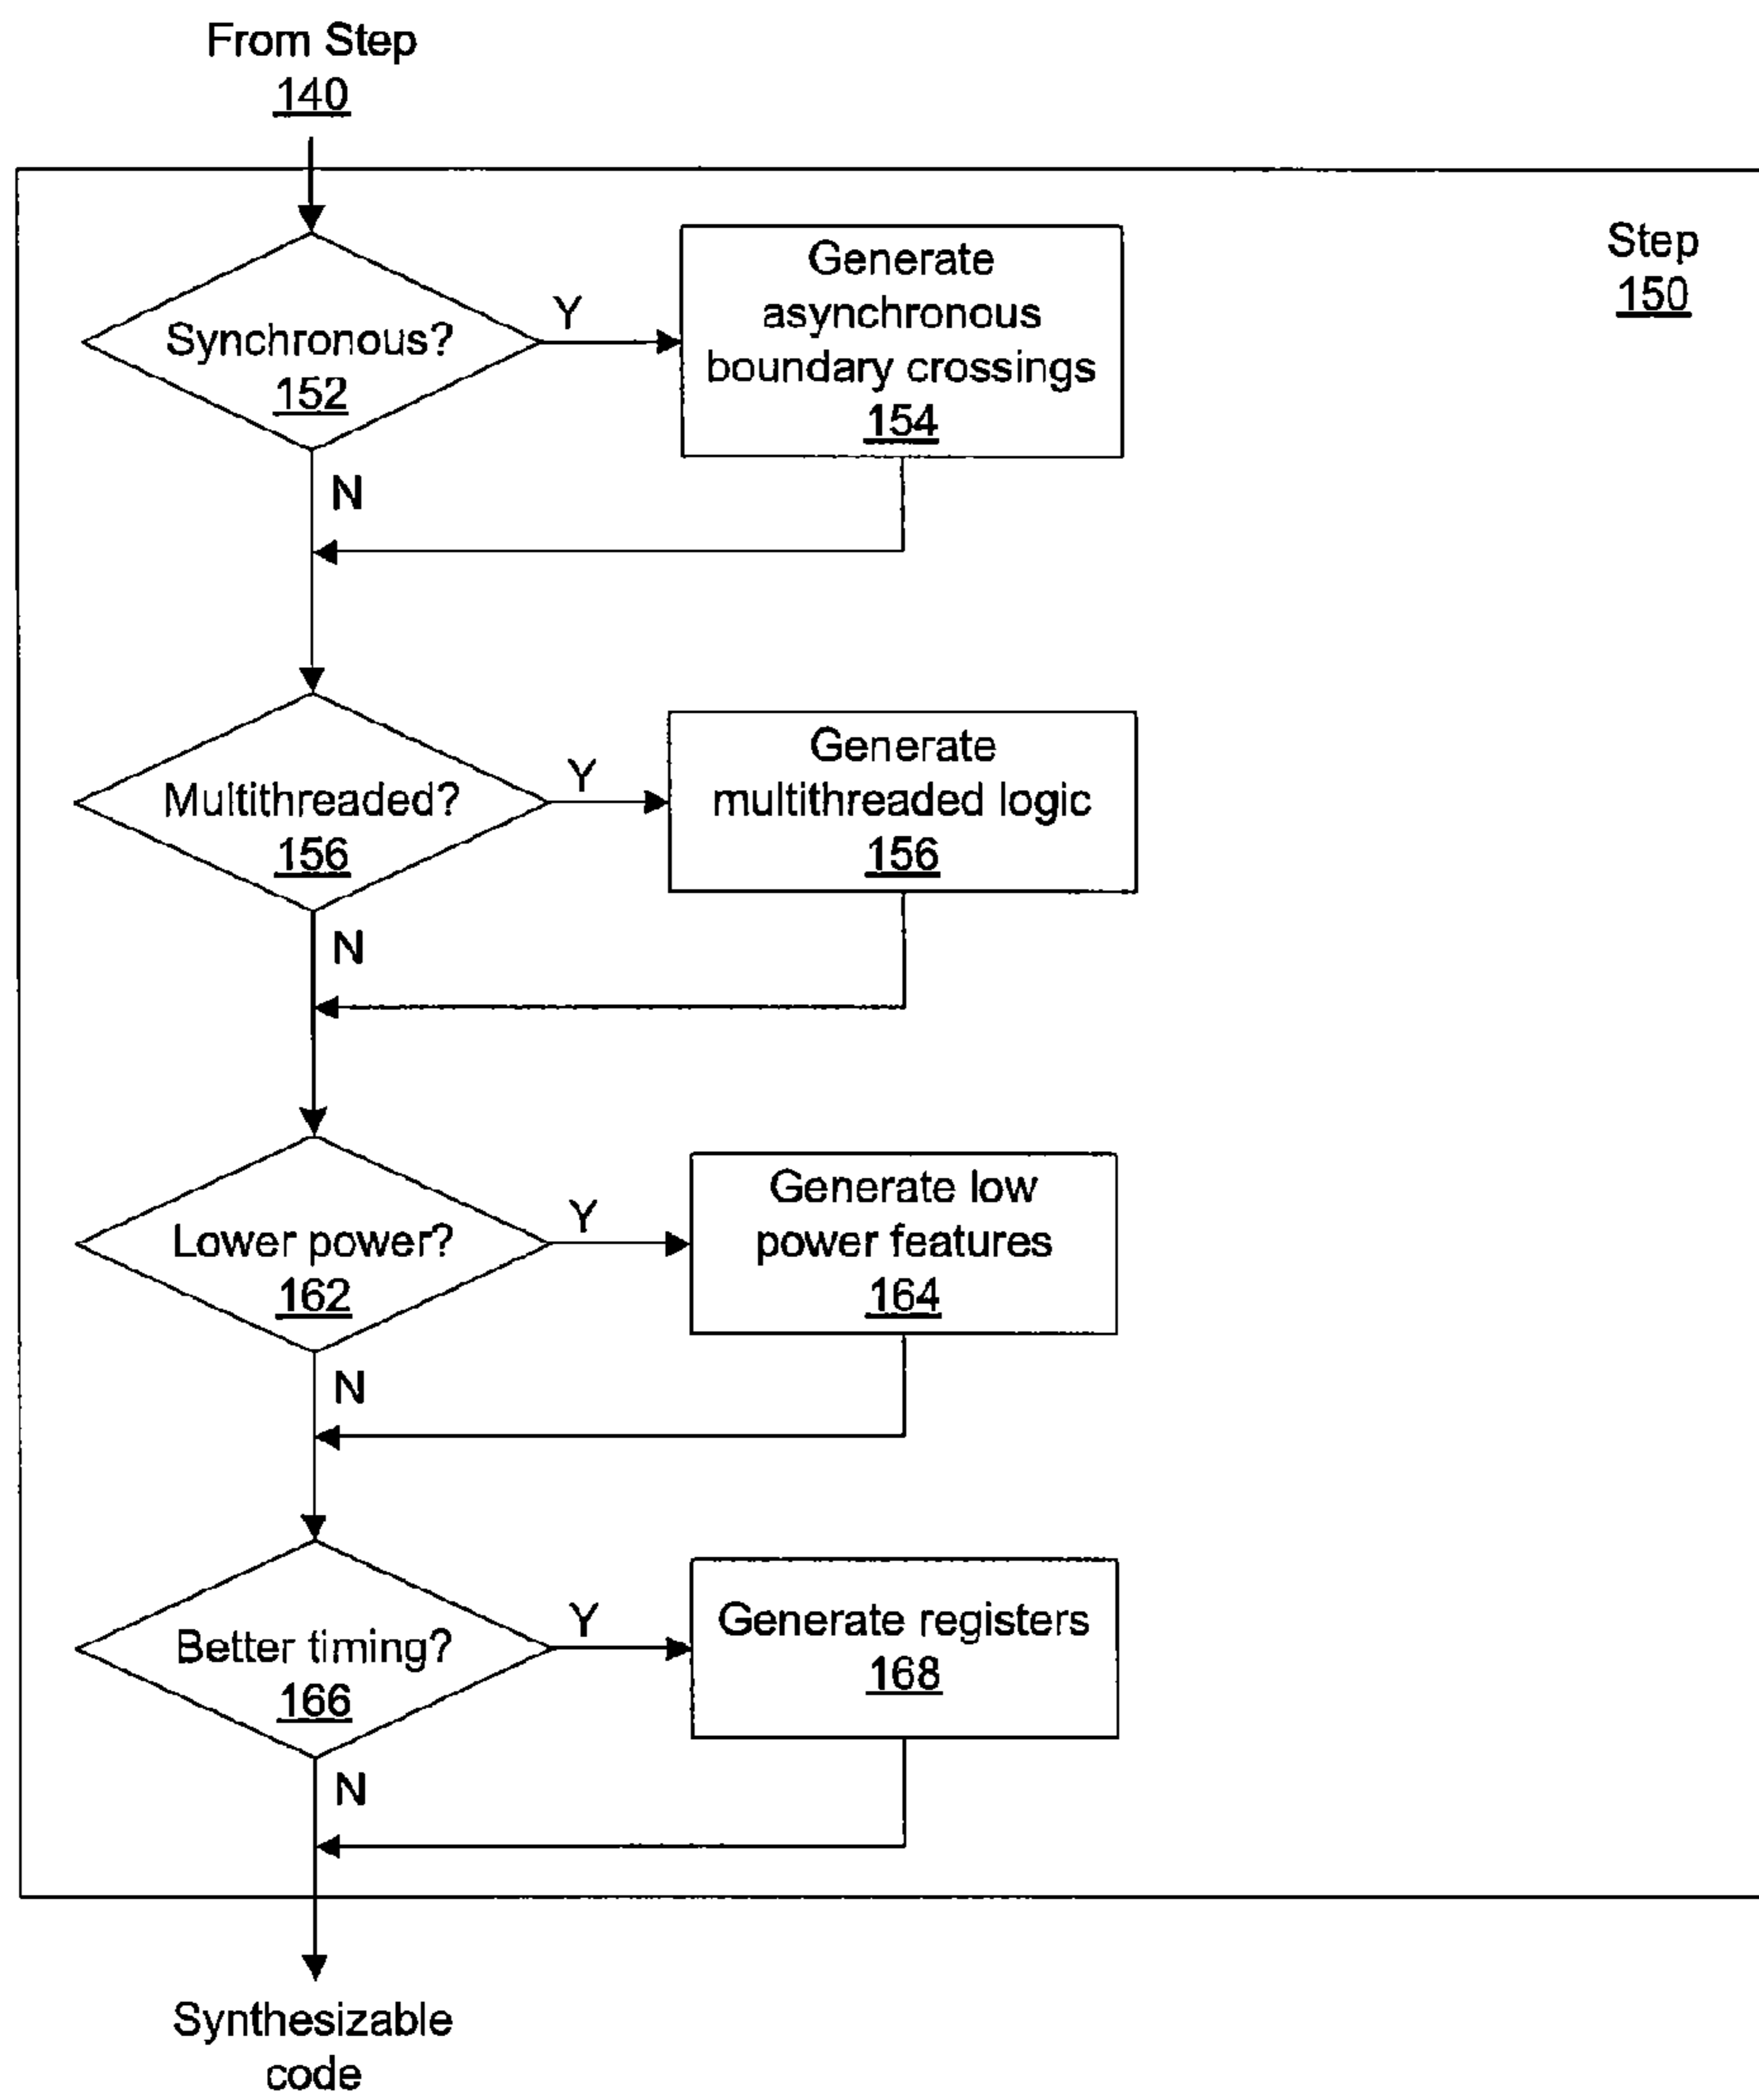 From Step
140
Step
150
Synchronous?
152
Y
Generate
asynchronous
boundary crossings
154
N
Multithreaded?
156
Y
Generate
multithreaded logic
156
N
Lower power?
162
Y
Generate low
power features
164
N
Better timing?
166
Y
Generate registers
168
N
Synthesizable
code